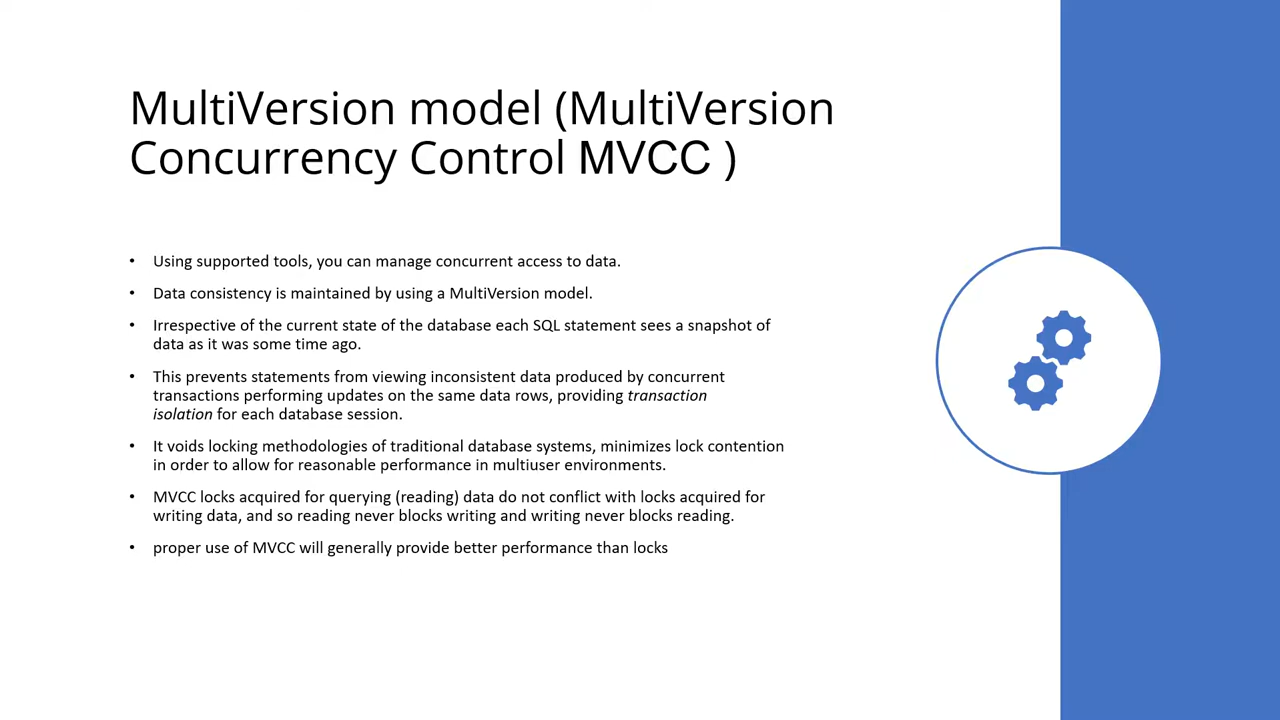 MultiVersion model (MultiVersion
Concurrency Control MVCC )
• Using supported tools, you can manage concurrent access to data.
• Data consistency is maintained by using a MultiVersion model.
• Irrespective of the current state of the database each SQL statement sees a snapshot of
data as it was some time ago.
• This prevents statements from viewing inconsistent data produced by concurrent
transactions performing updates on the same data rows, providing transaction
isolation for each database session.
• It voids locking methodologies of traditional database systems, minimizes lock contention
in order to allow for reasonable performance in multiuser environments.
• MVCC locks acquired for querying (reading) data do not conflict with locks acquired for
writing data, and so reading never blocks writing and writing never blocks reading.
• proper use of MVCC will generally provide better performance than locks